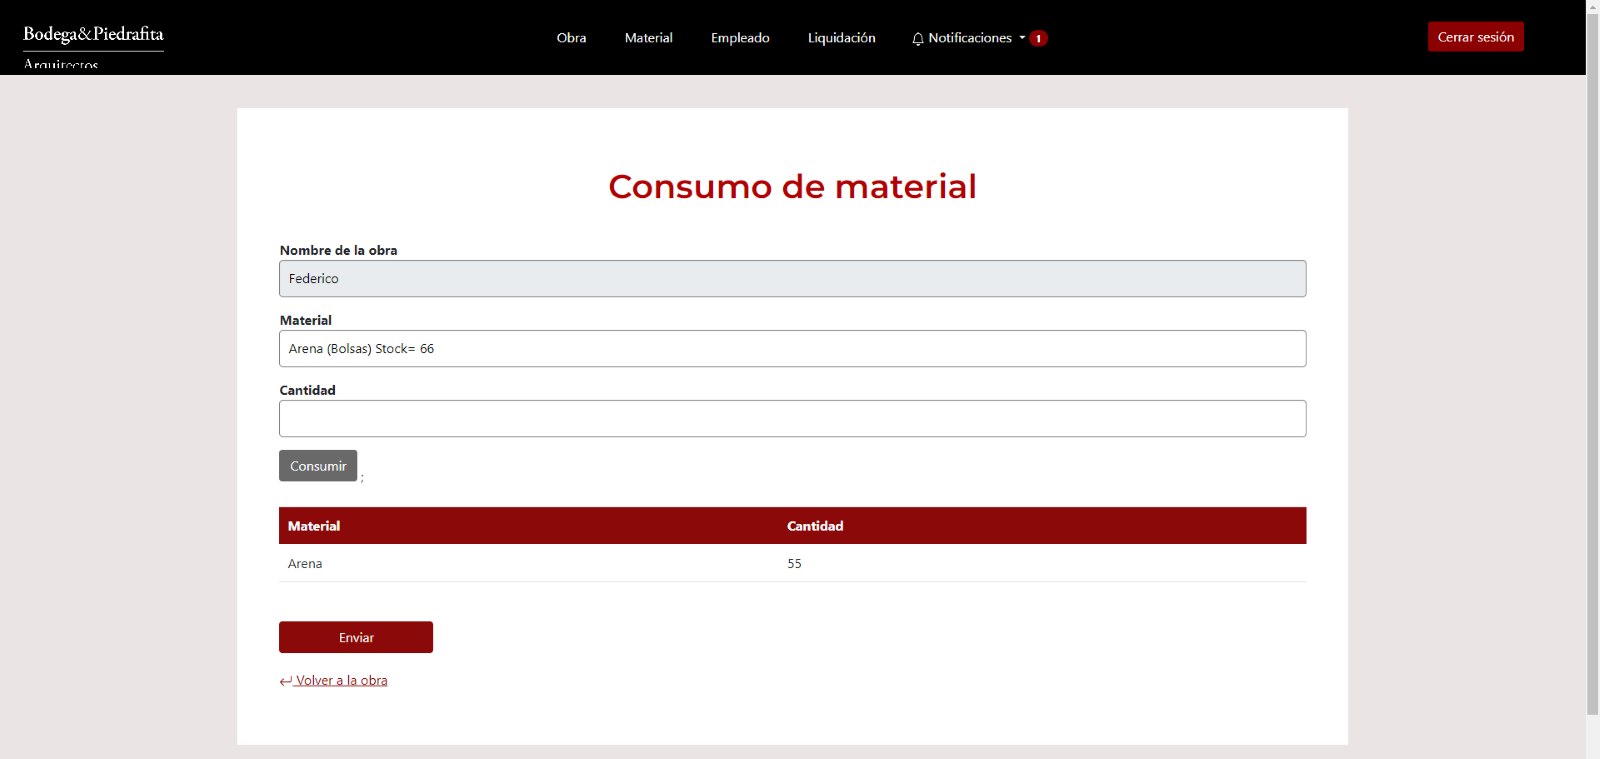 Bodega&Piedrafita
Arquitectos
Obra
Material
Empleado
Liquidación
Notificaciones 1
Cerrar sesión
Consumo de material
Nombre de la obra
Federico
Material
Arena (Bolsas) Stock= 66
Cantidad
Consumir ;
Material Cantidad
Arena 55
Enviar
Volver a la obra